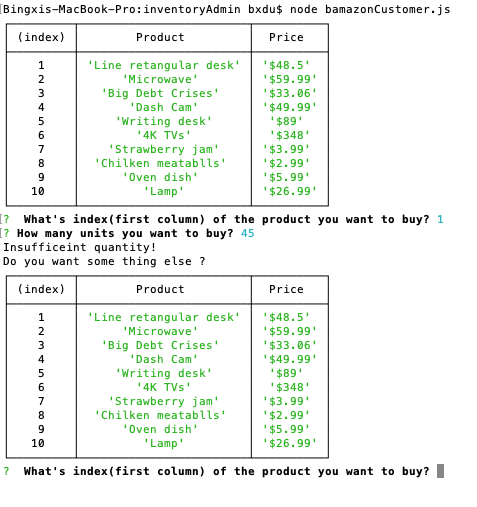 [Bingxis-MacBook-Pro:inventoryAdmin bxdu$ node bamazonCustomer.js
(index) Product Price
1 'Line retangular desk' '$48.5'
2 'Microwave' '$59.99'
3 'Big Debt Crises' '$33.06'
4 'Dash Cam' '$49.99'
5 'Writing desk' '$89'
6 '4K TVs' '$348'
7 'Strawberry jam' '$3.99'
8 'Chilken meatablls' '$2.99'
9 'Oven dish' '$5.99'
10 'Lamp' '$26.99'
[? What's index(first column) of the product you want to buy? 1
[? How many units you want to buy? 45
Insufficeint quantity!
Do you want some thing else ?
(index) Product Price
1 'Line retangular desk' '$48.5'
2 'Microwave' '$59.99'
3 'Big Debt Crises' '$33.06'
4 'Dash Cam' '$49.99'
5 'Writing desk' '$89'
6 '4K TVs' '$348'
7 'Strawberry jam' '$3.99'
8 'Chilken meatablls' '$2.99'
9 'Oven dish' '$5.99'
10 'Lamp' '$26.99'
? What's index(first column) of the product you want to buy?